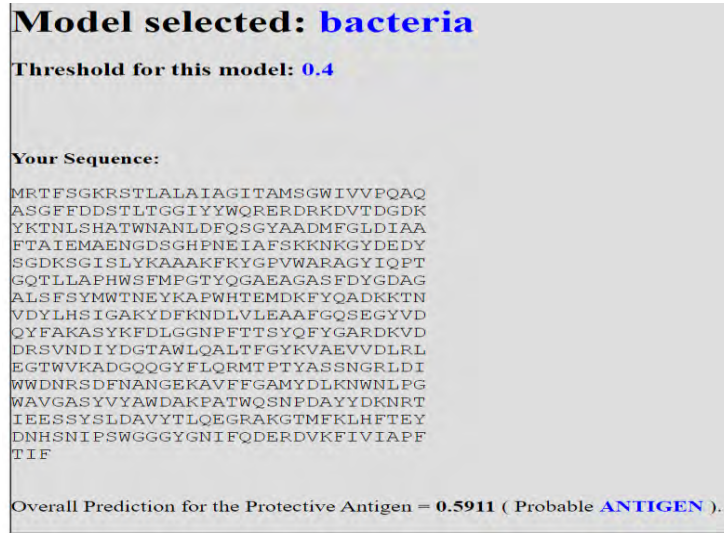 Model selected: bacteria
Threshold for this model: 0.4
Your Sequence:
MRTFSGKRSTLALAIAGITAMSGWIVVPQAQ
ASGFFDDSTLTGGIYYWQRERDRKDVTDGDK
YKTNLSHATWNANLDFQSGYAADMFGLDIAA
FTAIEMAENGDSGHPNEIAFSKKNKGYDEDY
SGDKSGISLYKAAAKFKYGPVWARAGYIQPT
GQTLLAPHWSFMPGTYQGAEAGASFDYGDAG
ALSFSYMWTNEYKAPWHTEMDKFYQADKKTN
VDYLHSIGAKYDFKNDLVLEAAFGQSEGYVD
QYFAKASYKFDLGGNPFTTSYQFYGARDKVD
DRSVNDIYDGTAWLQALTFGYKVAEVVDLRL
EGTWVKADGQQGYFLQRMTPTYASSNGRLDI
WWDNRSDFNANGEKAVFFGAMYDLKNWNLPG
WAVGASYVYAWDAKPATWQSNPDAYYDKNRT
IEESSYSLDAVYTLQEGRAKGTMFKLHFTEY
DNHSNIPSWGGGYGNIFQDERDVKFIVIAPF
TIF
Overall Prediction for the Protective Antigen = 0.5911 ( Probable ANTIGEN ).